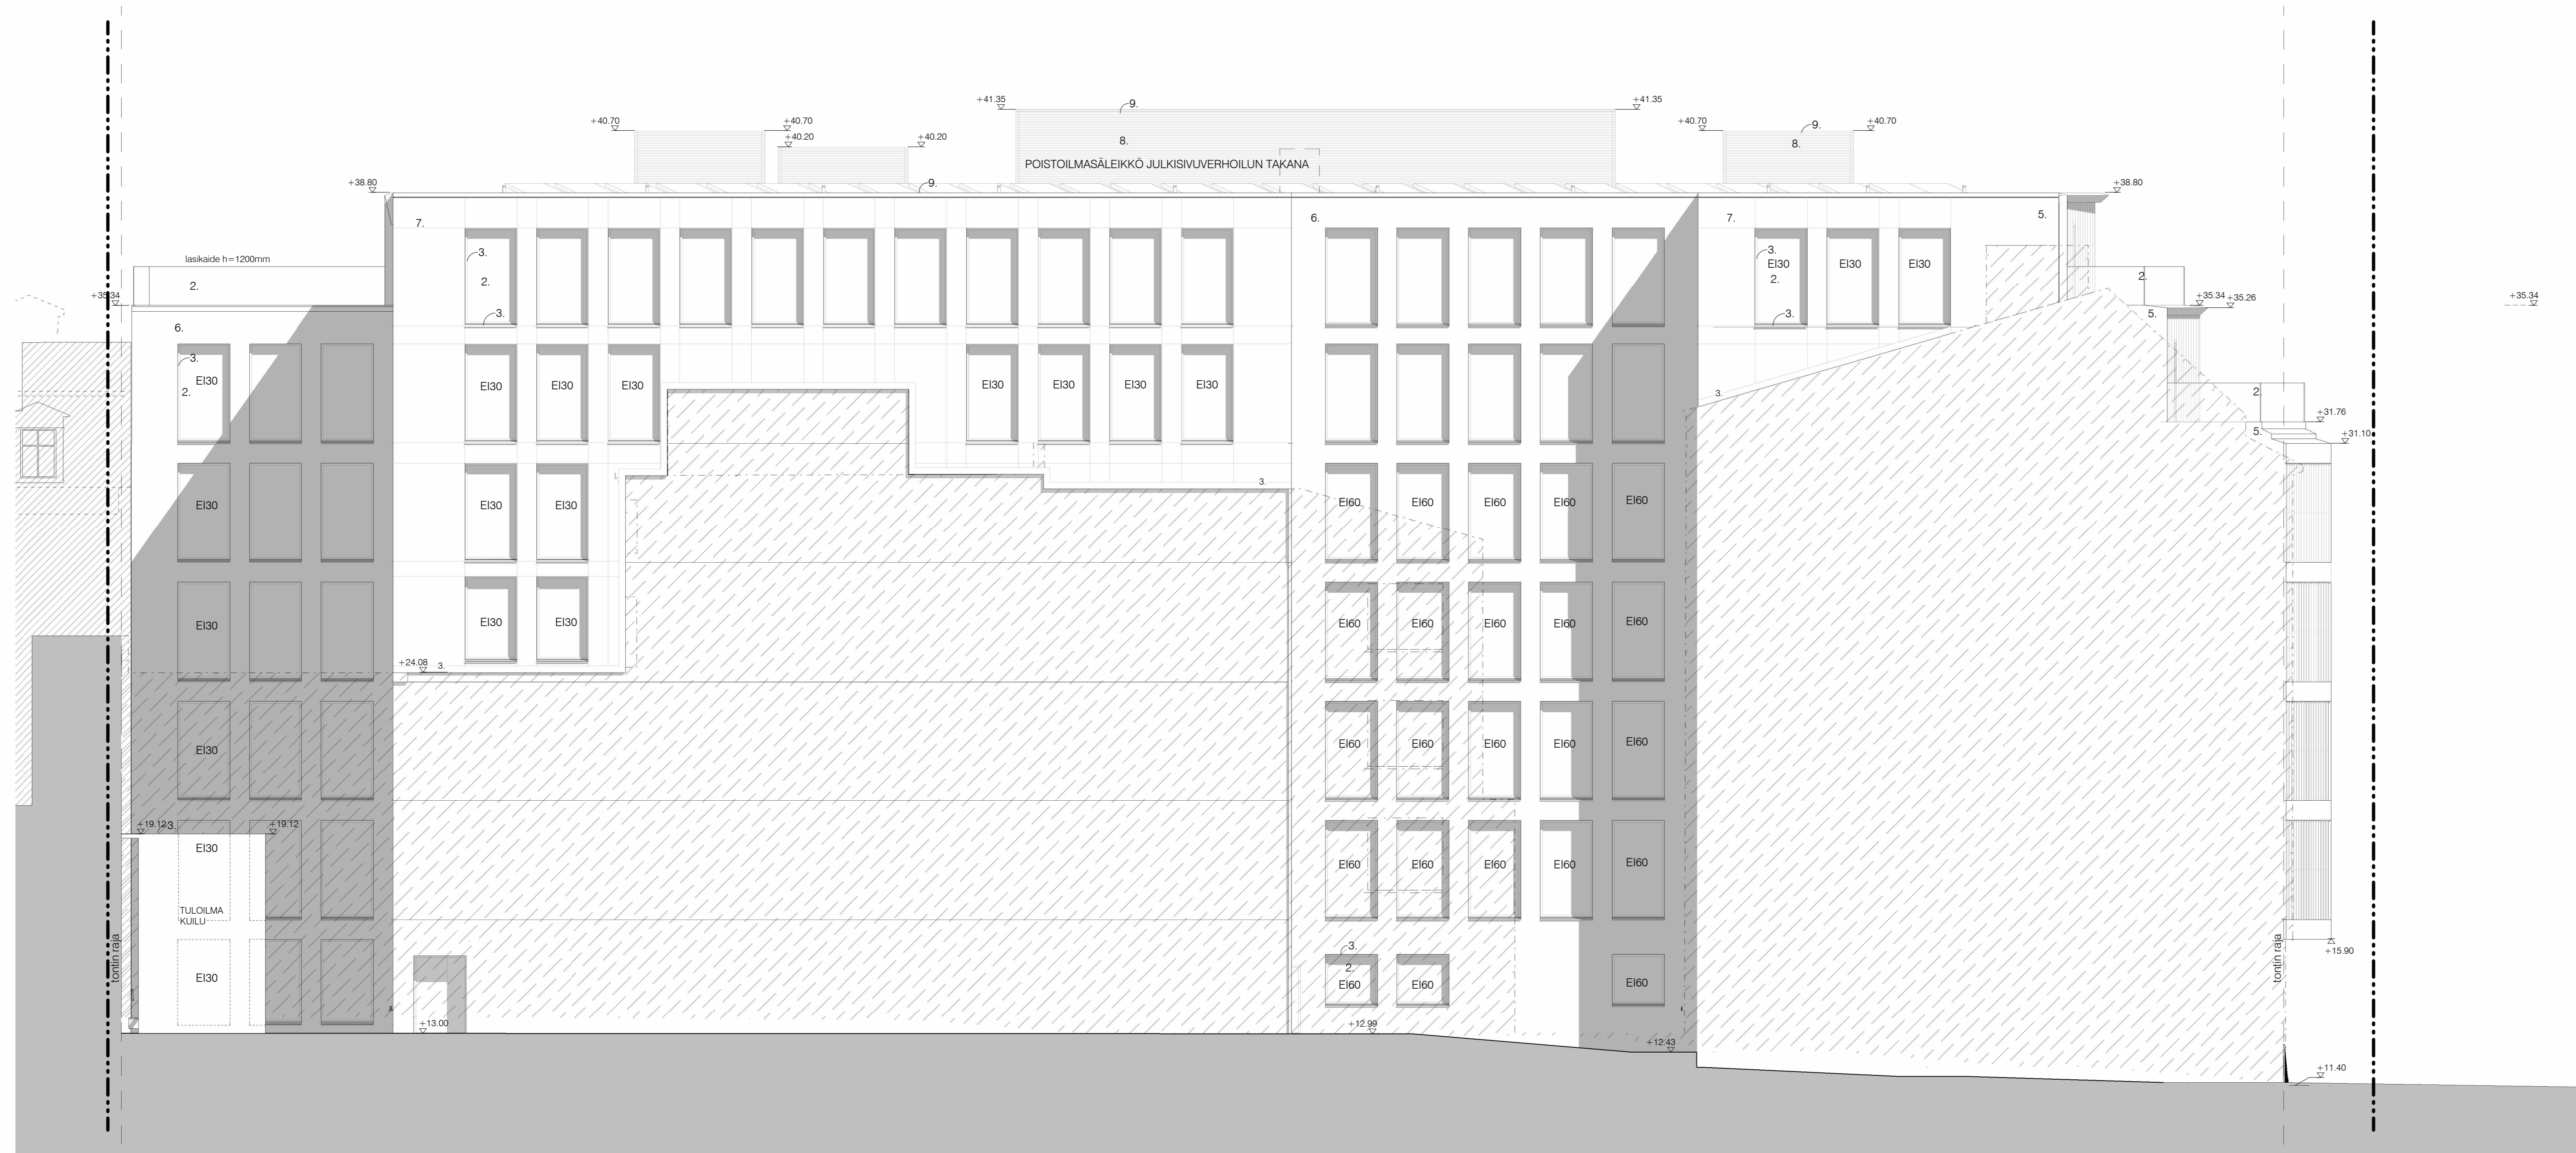 +41.35
9.
+41.35
+40.70
+40.70
+40.20
+40.20
8.
POISTOILMASÄLEIKKÖ JULKISIVUVERHOILUN TAKANA
+40.70
9.
+40.70
8.
+38.80
9.
+38.80
7.
6.
7.
5.
lasikaide h=1200mm
2.
3.
2.
3.
3.
EI30
2.
EI30
EI30
3.
2.
+35.34
+35.34
+35.26
+35.34
5.
6.
3.
EI30
2.
EI30
EI30
EI30
EI30
EI30
EI30
EI30
3.
2.
+31.76
5.
+31.10
3.
EI30
EI30
EI30
EI60
EI60
EI60
EI60
EI60
EI30
EI30
EI30
EI60
EI60
EI60
EI60
EI60
+24.08
3.
EI30
EI60
EI60
EI60
EI60
EI60
+19.12
3.
+19.12
EI30
EI60
EI60
EI60
EI60
EI60
TULOILMA
KUILU
tontin raja
tontin raja
3.
2.
EI30
EI60
EI60
EI60
+15.90
+13.00
+12.99
+12.43
+11.40